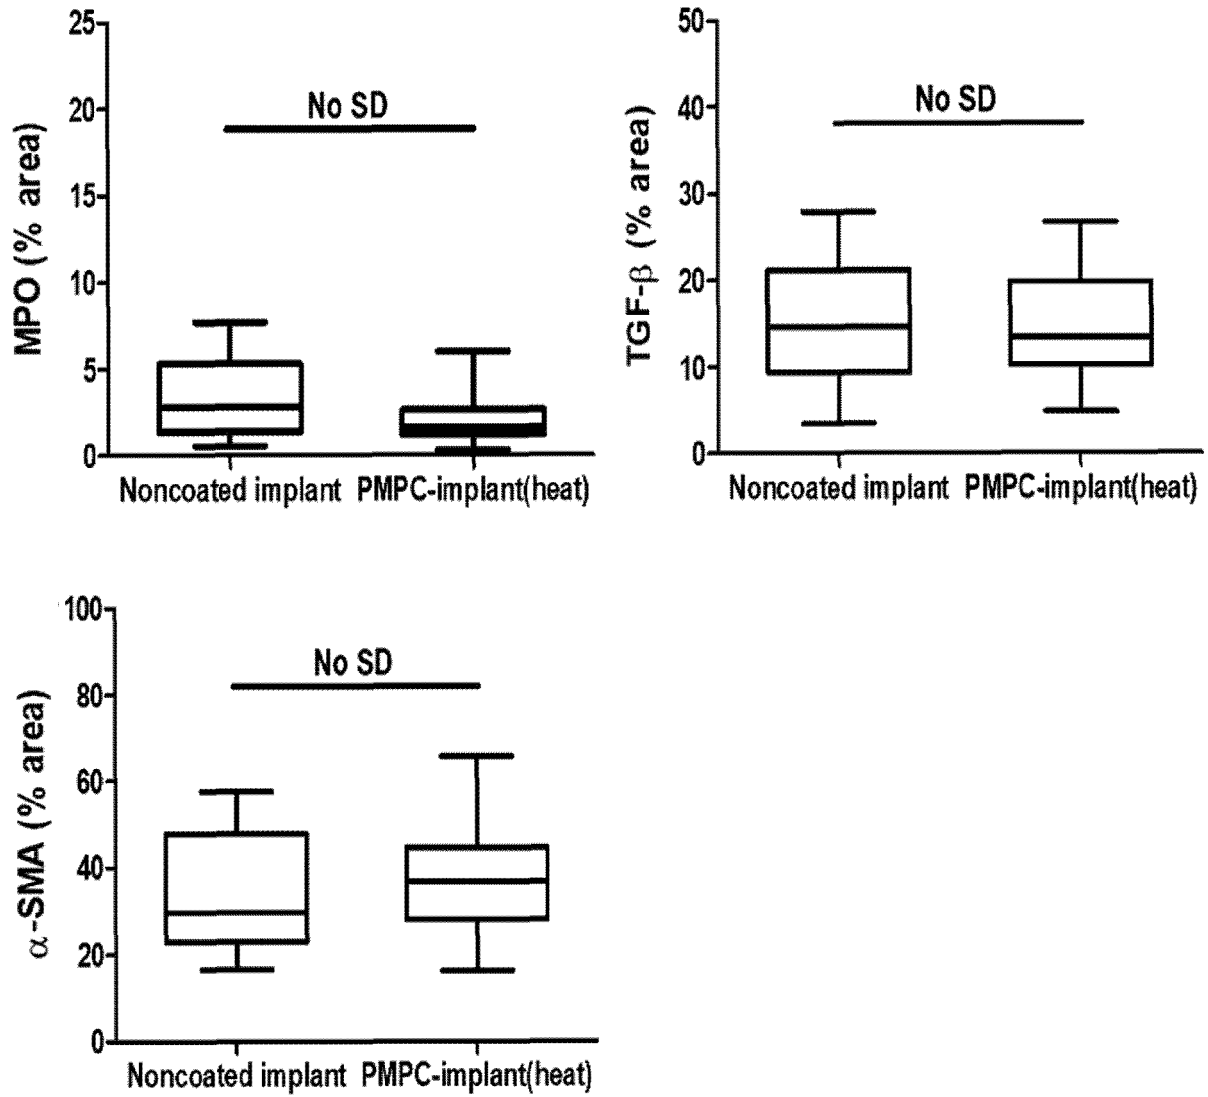 25
20
15
10
5
0
MPO (% area)
No SD
Noncoated implant PMPC-implant(heat)
50
40
30
20
10
0
TGF-β (% area)
No SD
Noncoated implant PMPC-implant(heat)
100
80
60
40
20
0
α-SMA (% area)
No SD
Noncoated implant PMPC-implant(heat)